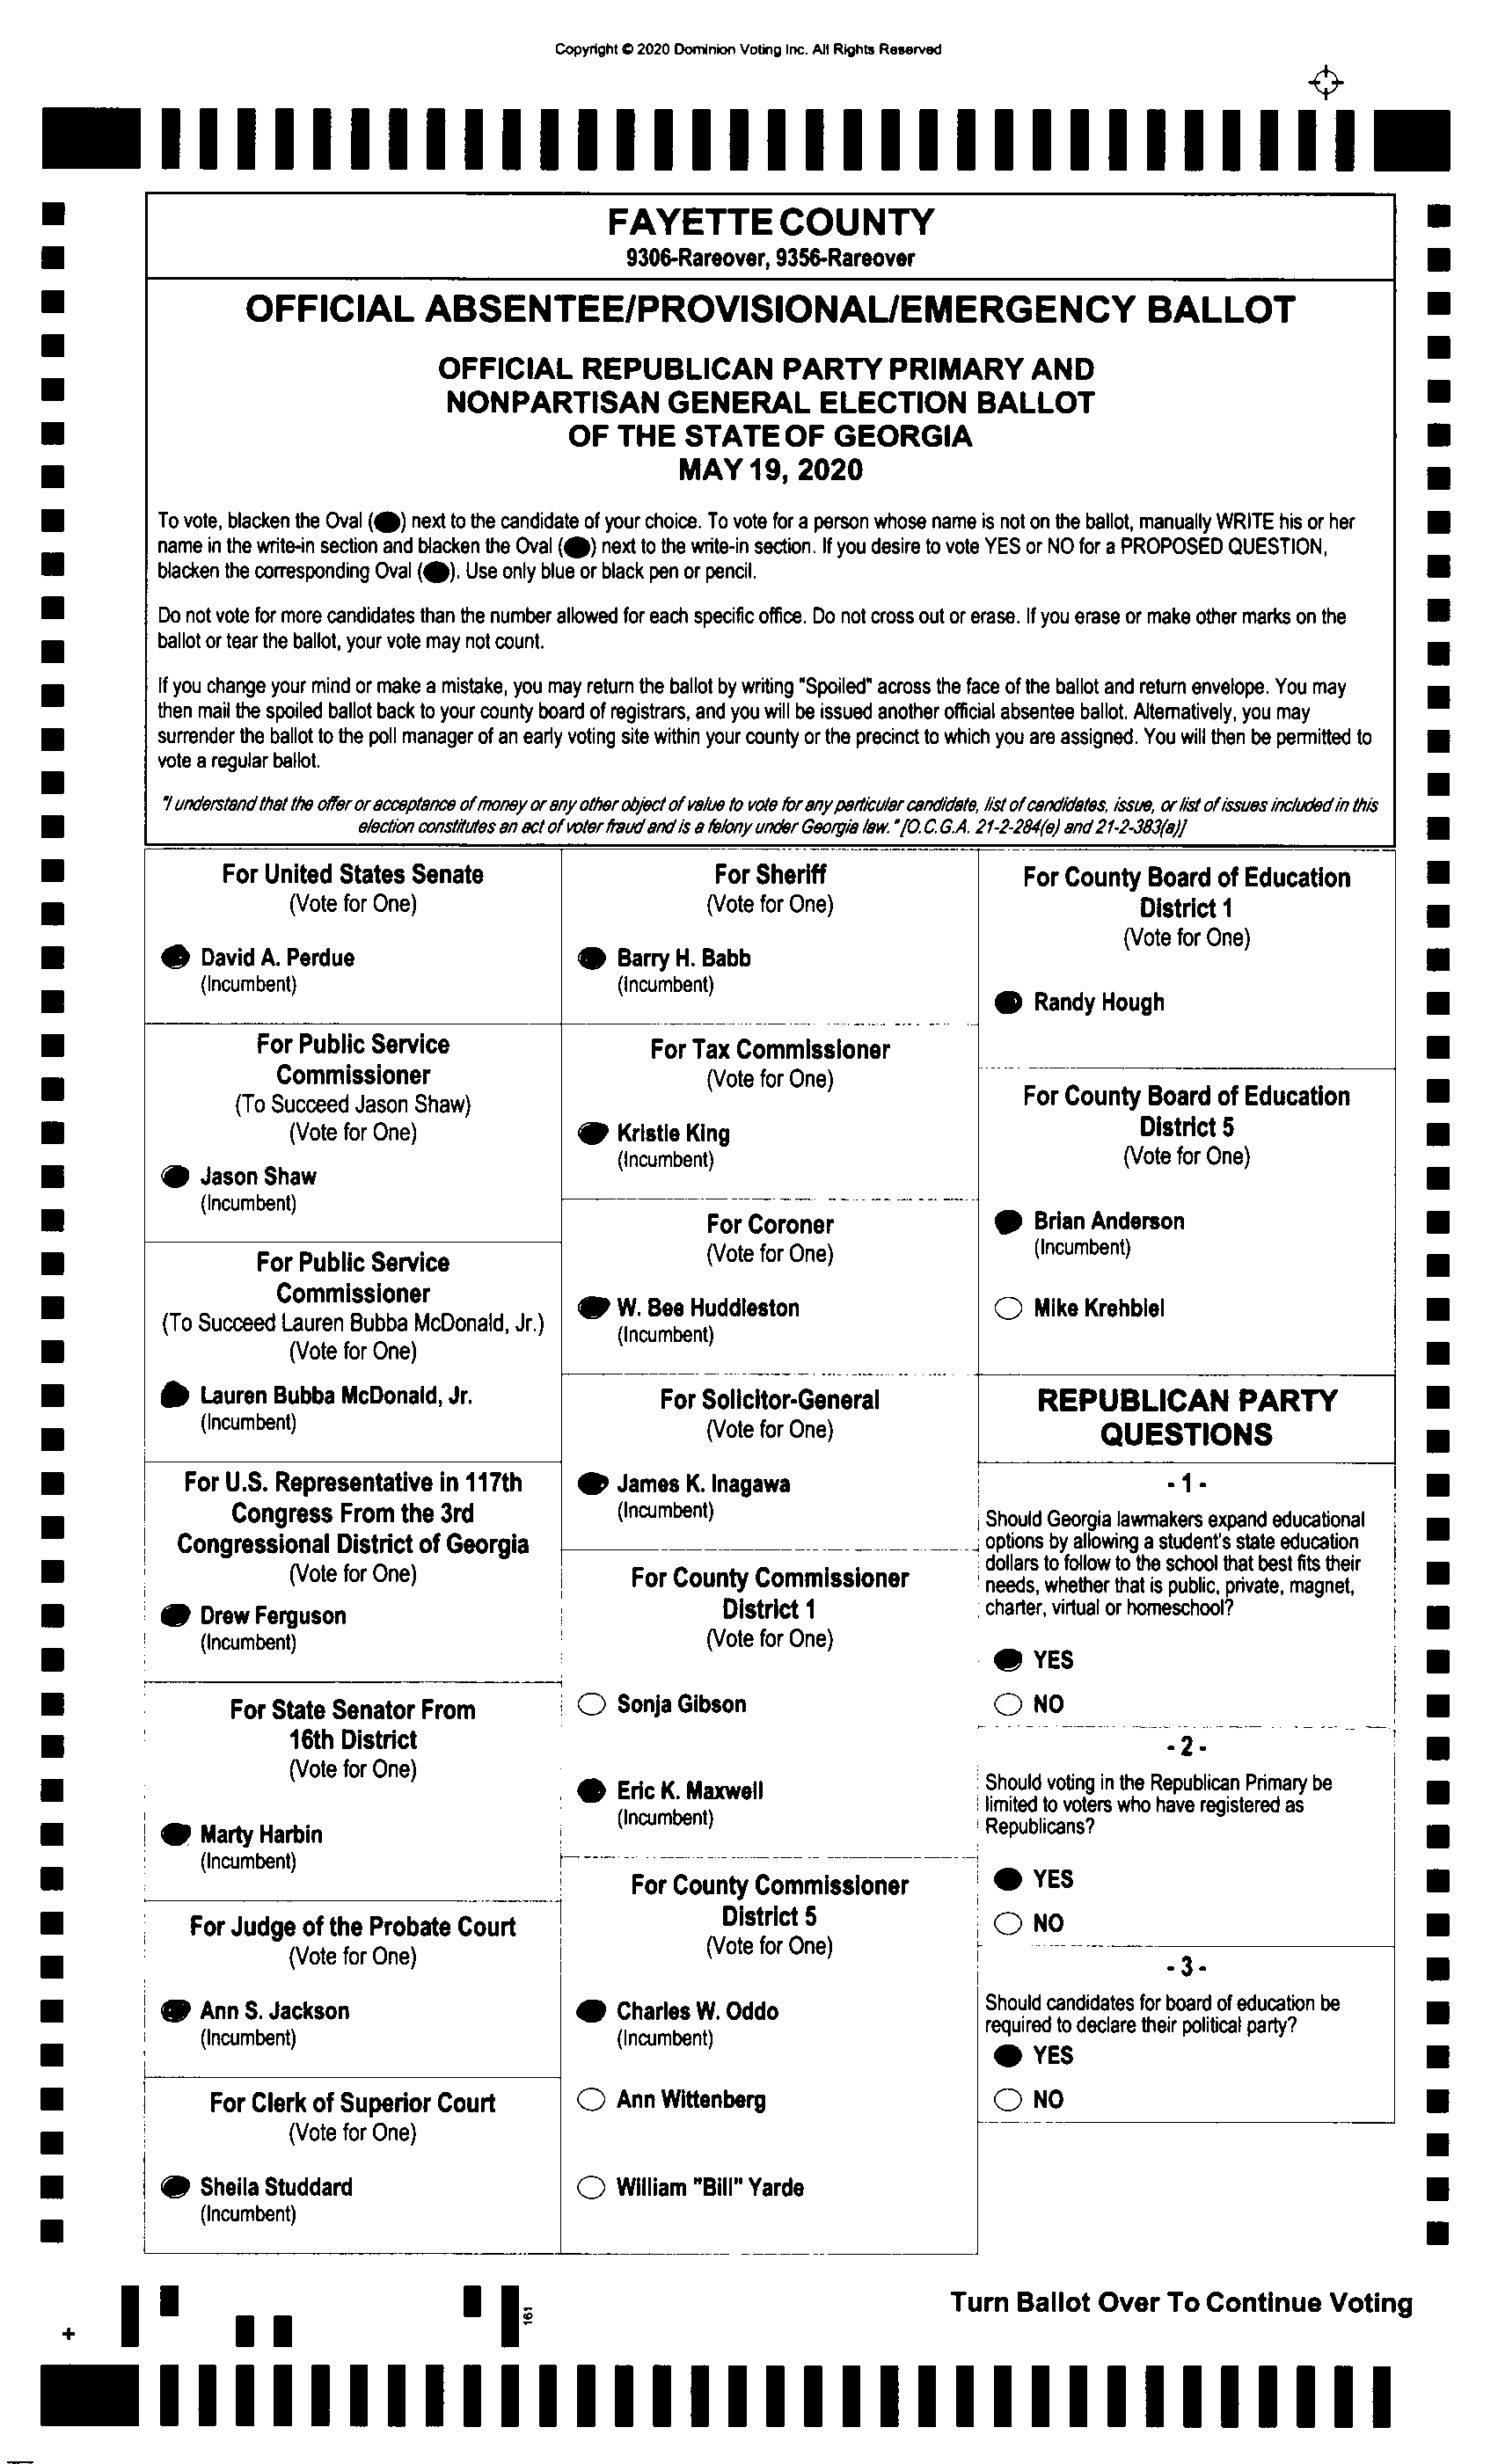 Copyright © 2020 Dominion Voting Inc. All Rights Reserved
FAYETTE COUNTY
9306-Rareover, 9356-Rareover
OFFICIAL ABSENTEE/PROVISIONAL/EMERGENCY BALLOT
OFFICIAL REPUBLICAN PARTY PRIMARY AND
NONPARTISAN GENERAL ELECTION BALLOT
OF THE STATE OF GEORGIA
MAY 19, 2020
To vote, blacken the Oval ( ) next to the candidate of your choice. To vote for a person whose name is not on the ballot, manually WRITE his or her
name in the write-in section and blacken the Oval ( ) next to the write-in section. If you desire to vote YES or NO for a PROPOSED QUESTION,
blacken the corresponding Oval ( ). Use only blue or black pen or pencil.
Do not vote for more candidates than the number allowed for each specific office. Do not cross out or erase. If you erase or make other marks on the
ballot or tear the ballot, your vote may not count.
If you change your mind or make a mistake, you may return the ballot by writing "Spoiled" across the face of the ballot and return envelope. You may
then mail the spoiled ballot back to your county board of registrars, and you will be issued another official absentee ballot. Alternatively, you may
surrender the ballot to the poll manager of an early voting site within your county or the precinct to which you are assigned. You will then be permitted to
vote a regular ballot.
"I understand that the offer or acceptance of money or any other object of value to vote for any particular candidate, list of candidates, issue, or list of issues included in this
election constitutes an act of voter fraud and is a felony under Georgia law." [O.C.G.A. 21-2-284(e) and 21-2-383(a)]
For United States Senate
(Vote for One)
David A. Perdue
(Incumbent)
For Public Service
Commissioner
(To Succeed Jason Shaw)
(Vote for One)
Jason Shaw
(Incumbent)
For Public Service
Commissioner
(To Succeed Lauren Bubba McDonald, Jr.)
(Vote for One)
Lauren Bubba McDonald, Jr.
(Incumbent)
For U.S. Representative in 117th
Congress From the 3rd
Congressional District of Georgia
(Vote for One)
Drew Ferguson
(Incumbent)
For State Senator From
16th District
(Vote for One)
Marty Harbin
(Incumbent)
For Judge of the Probate Court
(Vote for One)
Ann S. Jackson
(Incumbent)
For Clerk of Superior Court
(Vote for One)
Sheila Studdard
(Incumbent)
For Sheriff
(Vote for One)
Barry H. Babb
(Incumbent)
For Tax Commissioner
(Vote for One)
Kristie King
(Incumbent)
For Coroner
(Vote for One)
W. Bee Huddleston
(Incumbent)
For Solicitor-General
(Vote for One)
James K. Inagawa
(Incumbent)
For County Commissioner
District 1
(Vote for One)
Sonja Gibson
Eric K. Maxwell
(Incumbent)
For County Commissioner
District 5
(Vote for One)
Charles W. Oddo
(Incumbent)
Ann Wittenberg
William "Bill" Yarde
For County Board of Education
District 1
(Vote for One)
Randy Hough
For County Board of Education
District 5
(Vote for One)
Brian Anderson
(Incumbent)
Mike Krehbiel
REPUBLICAN PARTY
QUESTIONS
- 1 -
Should Georgia lawmakers expand educational
options by allowing a student's state education
dollars to follow to the school that best fits their
needs, whether that is public, private, magnet,
charter, virtual or homeschool?
YES
NO
- 2 -
Should voting in the Republican Primary be
limited to voters who have registered as
Republicans?
YES
NO
- 3 -
Should candidates for board of education be
required to declare their political party?
YES
NO
Turn Ballot Over To Continue Voting
161
+